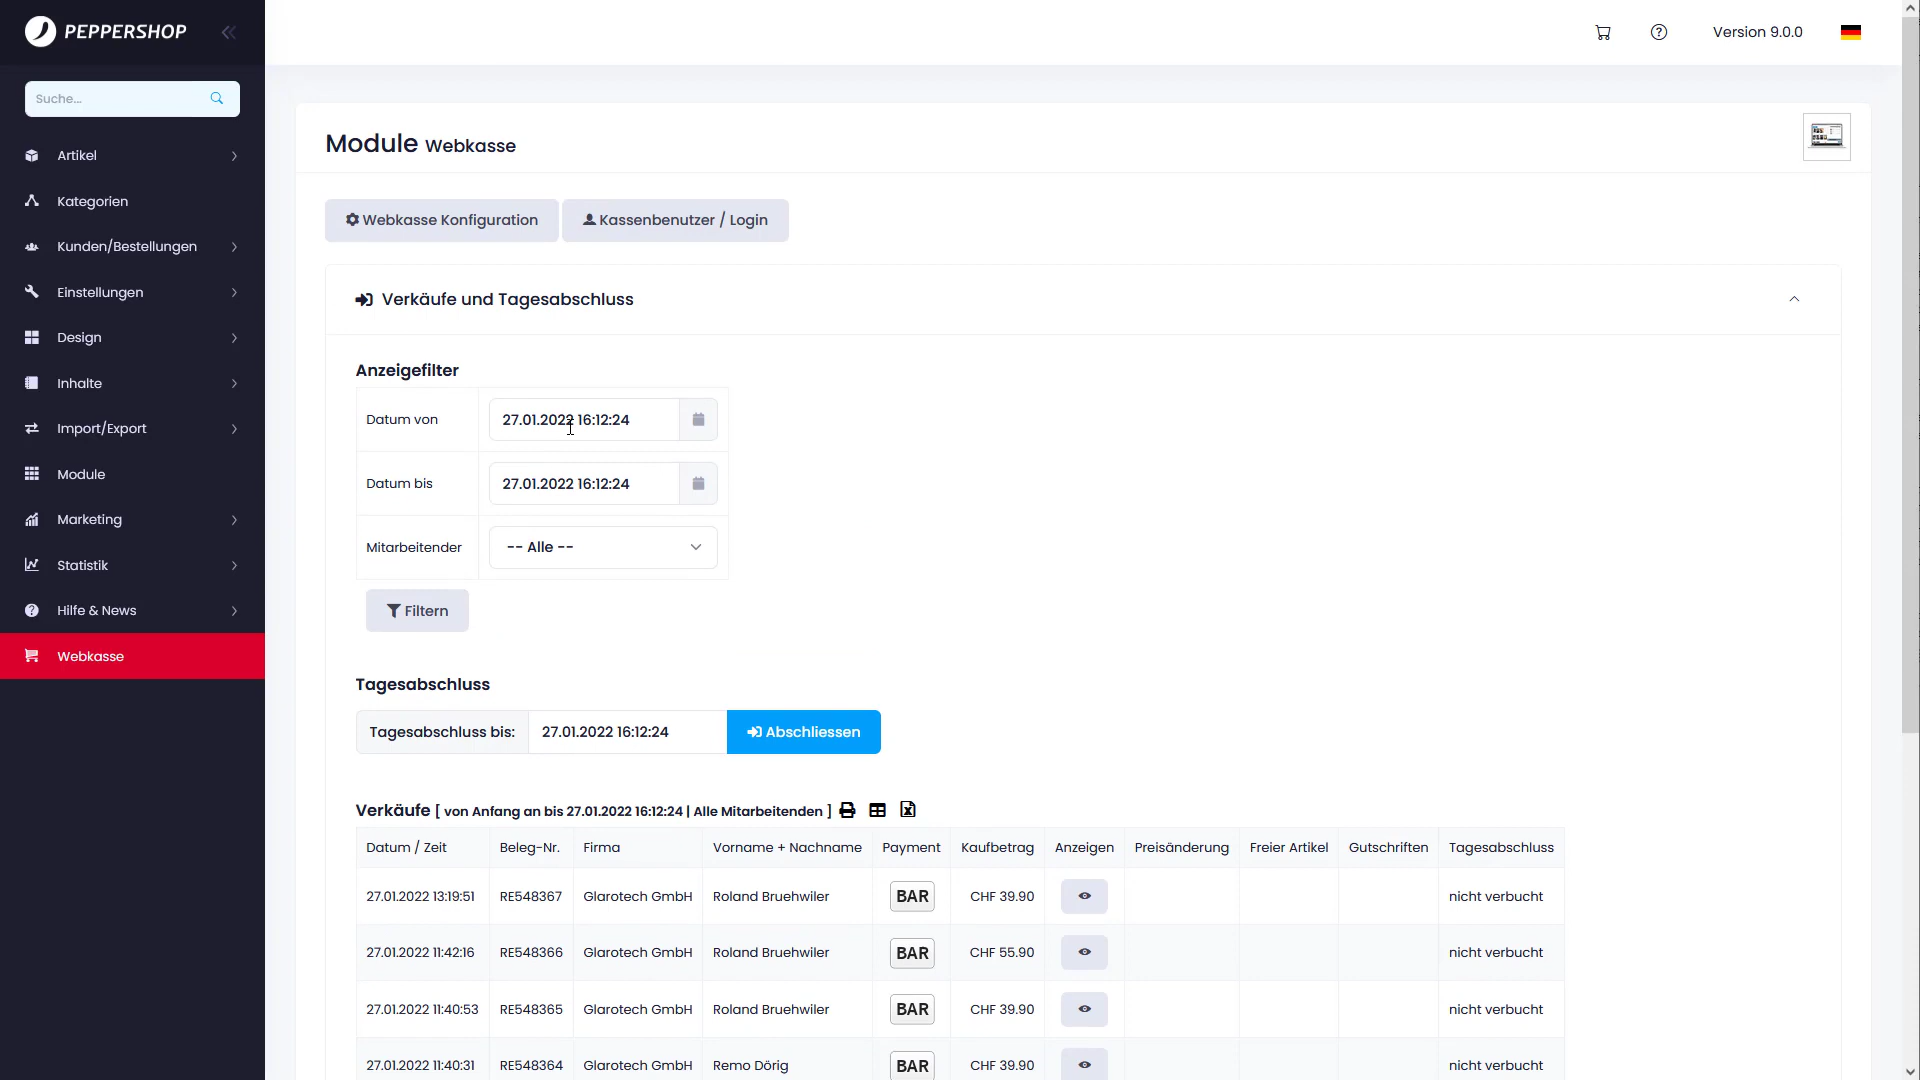 PEPPERSHOP
Version 9.0.0
Suche...
Artikel
Kategorien
Kunden/Bestellungen
Einstellungen
Design
Inhalte
Import/Export
Module
Marketing
Statistik
Hilfe & News
Webkasse
Module Webkasse
Webkasse Konfiguration
Kassenbenutzer / Login
Verkäufe und Tagesabschluss
Anzeigefilter
Datum von 27.01.2022 16:12:24
Datum bis 27.01.2022 16:12:24
Mitarbeitender -- Alle --
Filtern
Tagesabschluss
Tagesabschluss bis: 27.01.2022 16:12:24 Abschliessen
Verkäufe [ von Anfang an bis 27.01.2022 16:12:24 | Alle Mitarbeitenden ]
Datum / Zeit Beleg-Nr. Firma Vorname + Nachname Payment Kaufbetrag Anzeigen Preisänderung Freier Artikel Gutschriften Tagesabschluss
27.01.2022 13:19:51 RE548367 Glarotech GmbH Roland Bruehwiler BAR CHF 39.90 nicht verbucht
27.01.2022 11:42:16 RE548366 Glarotech GmbH Roland Bruehwiler BAR CHF 55.90 nicht verbucht
27.01.2022 11:40:53 RE548365 Glarotech GmbH Roland Bruehwiler BAR CHF 39.90 nicht verbucht
27.01.2022 11:40:31 RE548364 Glarotech GmbH Remo Dörig BAR CHF 39.90 nicht verbucht